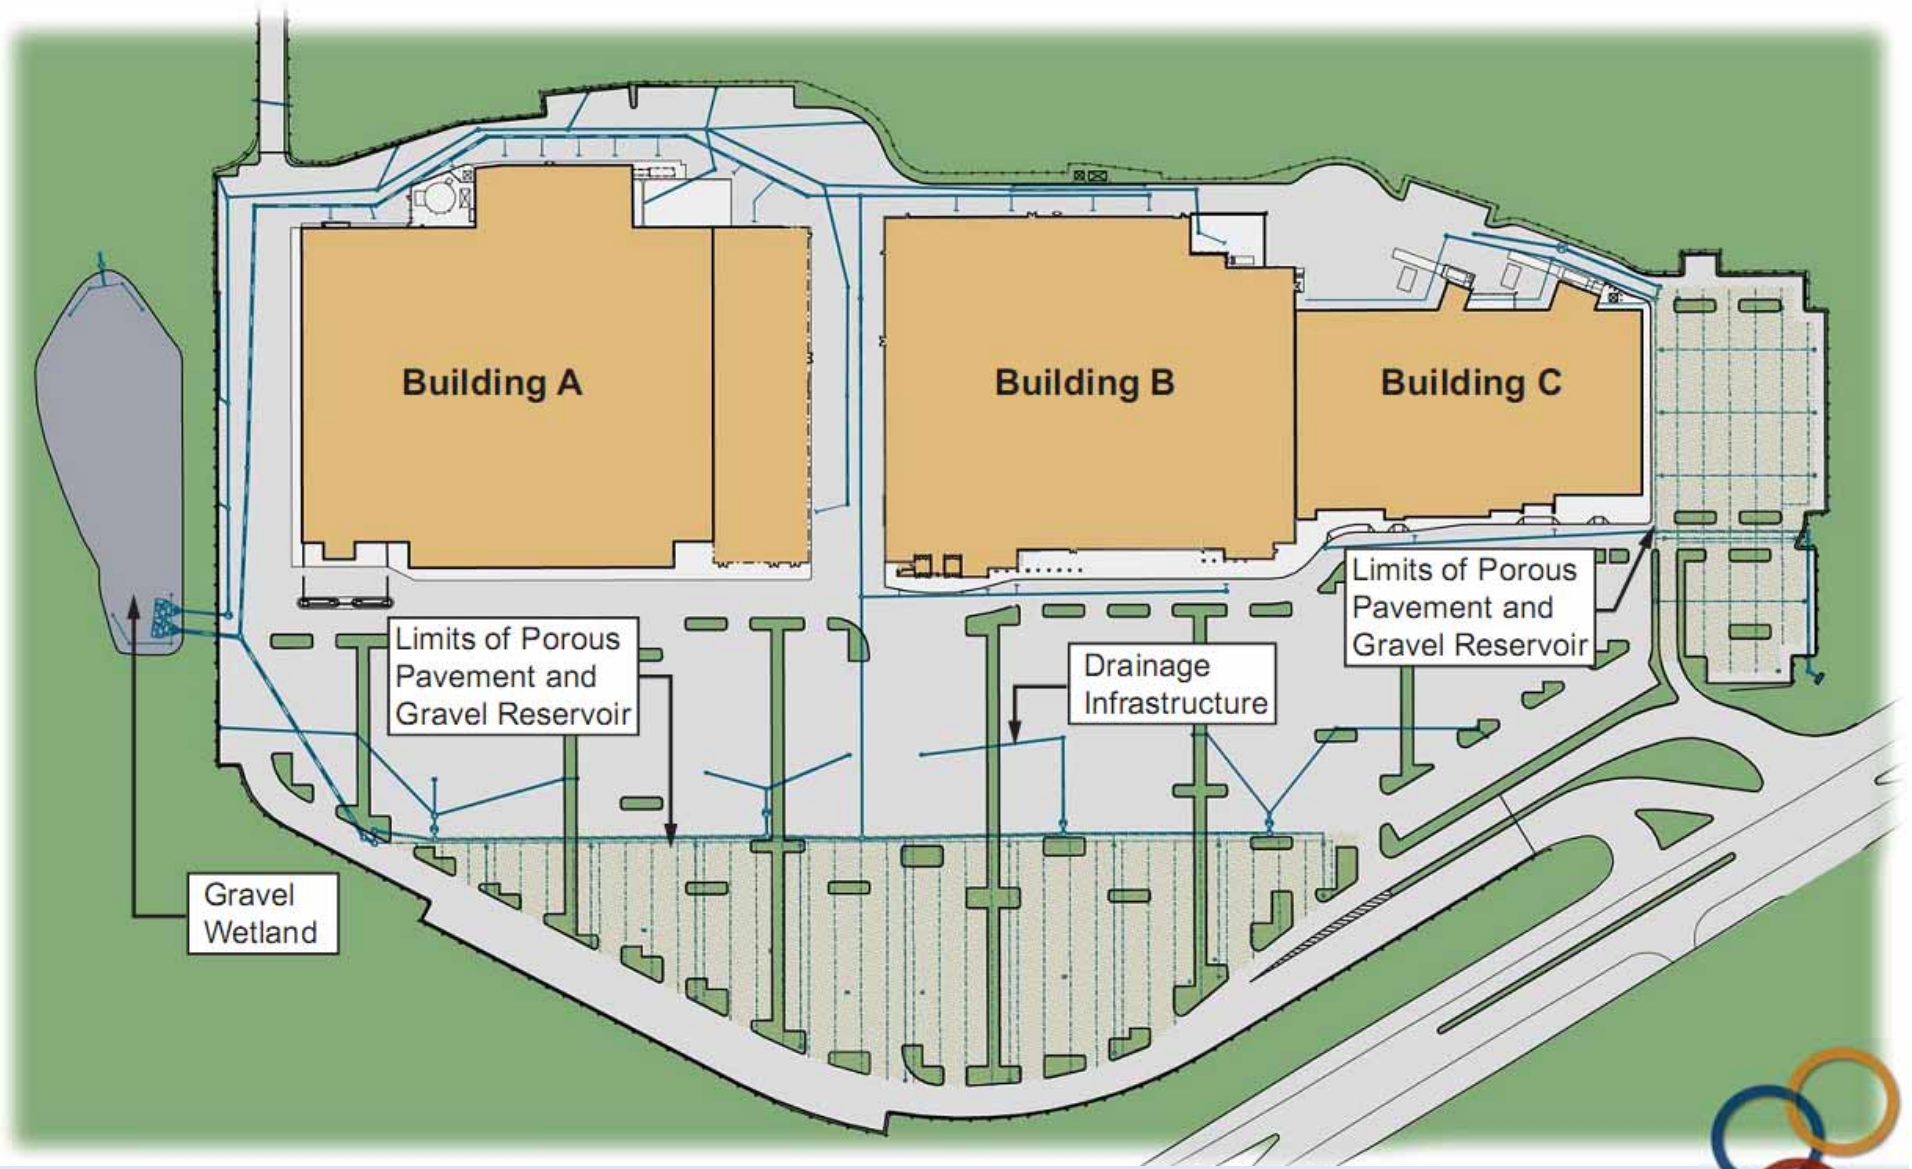 Building A
Building B
Building C
Limits of Porous
Pavement and
Gravel Reservoir
Limits of Porous
Pavement and
Gravel Reservoir
Drainage
Infrastructure
Gravel
Wetland